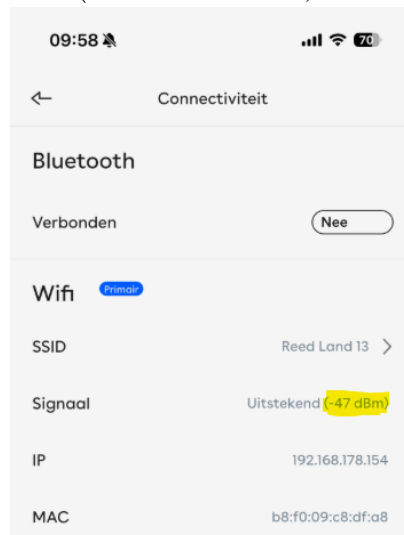 09:58
70
Connectiviteit
Bluetooth
Verbonden Nee
Wifi Primair
SSID Reed Land 13
Signaal Uitstekend (-47 dBm)
IP 192.168.178.154
MAC b8:f0:09:c8:df:a8